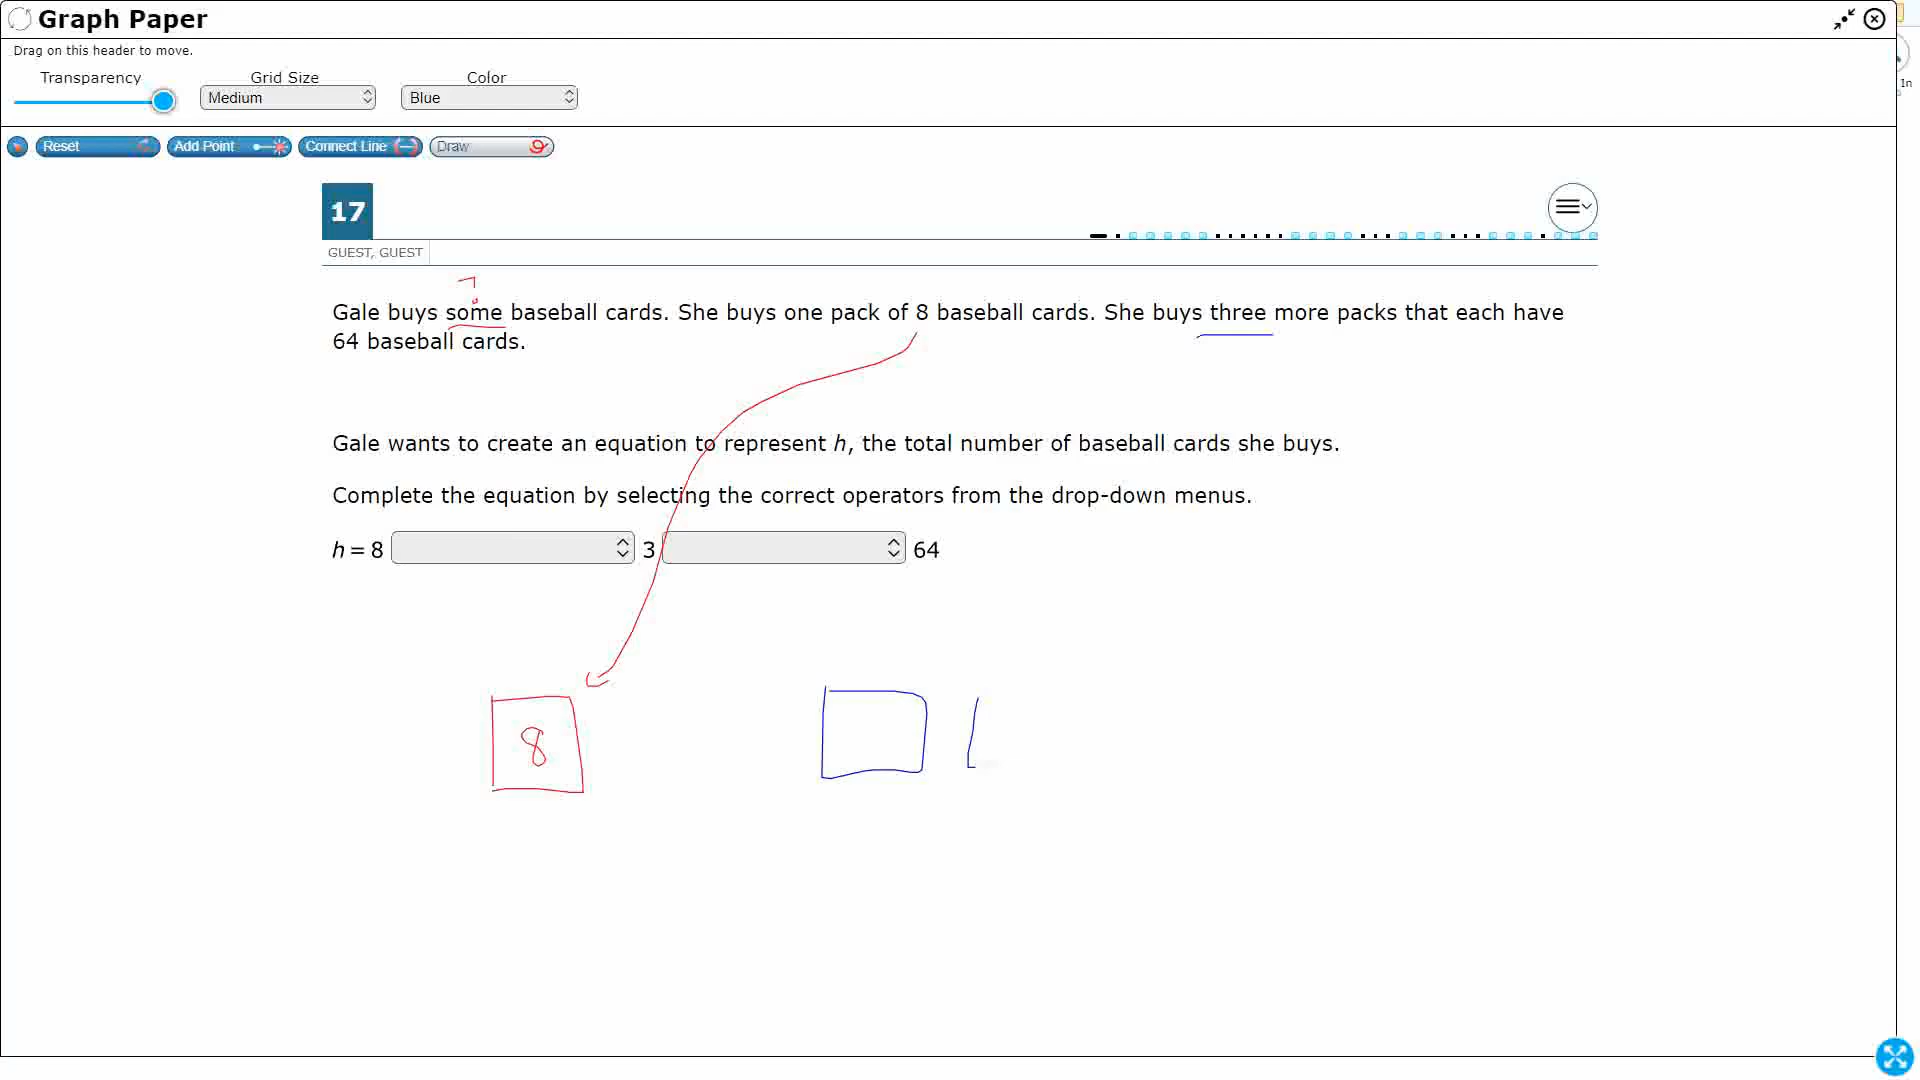 Graph Paper
Drag on this header to move.
Transparency Grid Size Color
Medium Blue
Reset Add Point Connect Line Draw
17
GUEST, GUEST
?
Gale buys some baseball cards. She buys one pack of 8 baseball cards. She buys three more packs that each have
64 baseball cards.
Gale wants to create an equation to represent h, the total number of baseball cards she buys.
Complete the equation by selecting the correct operators from the drop-down menus.
h = 8 3 64
8
In